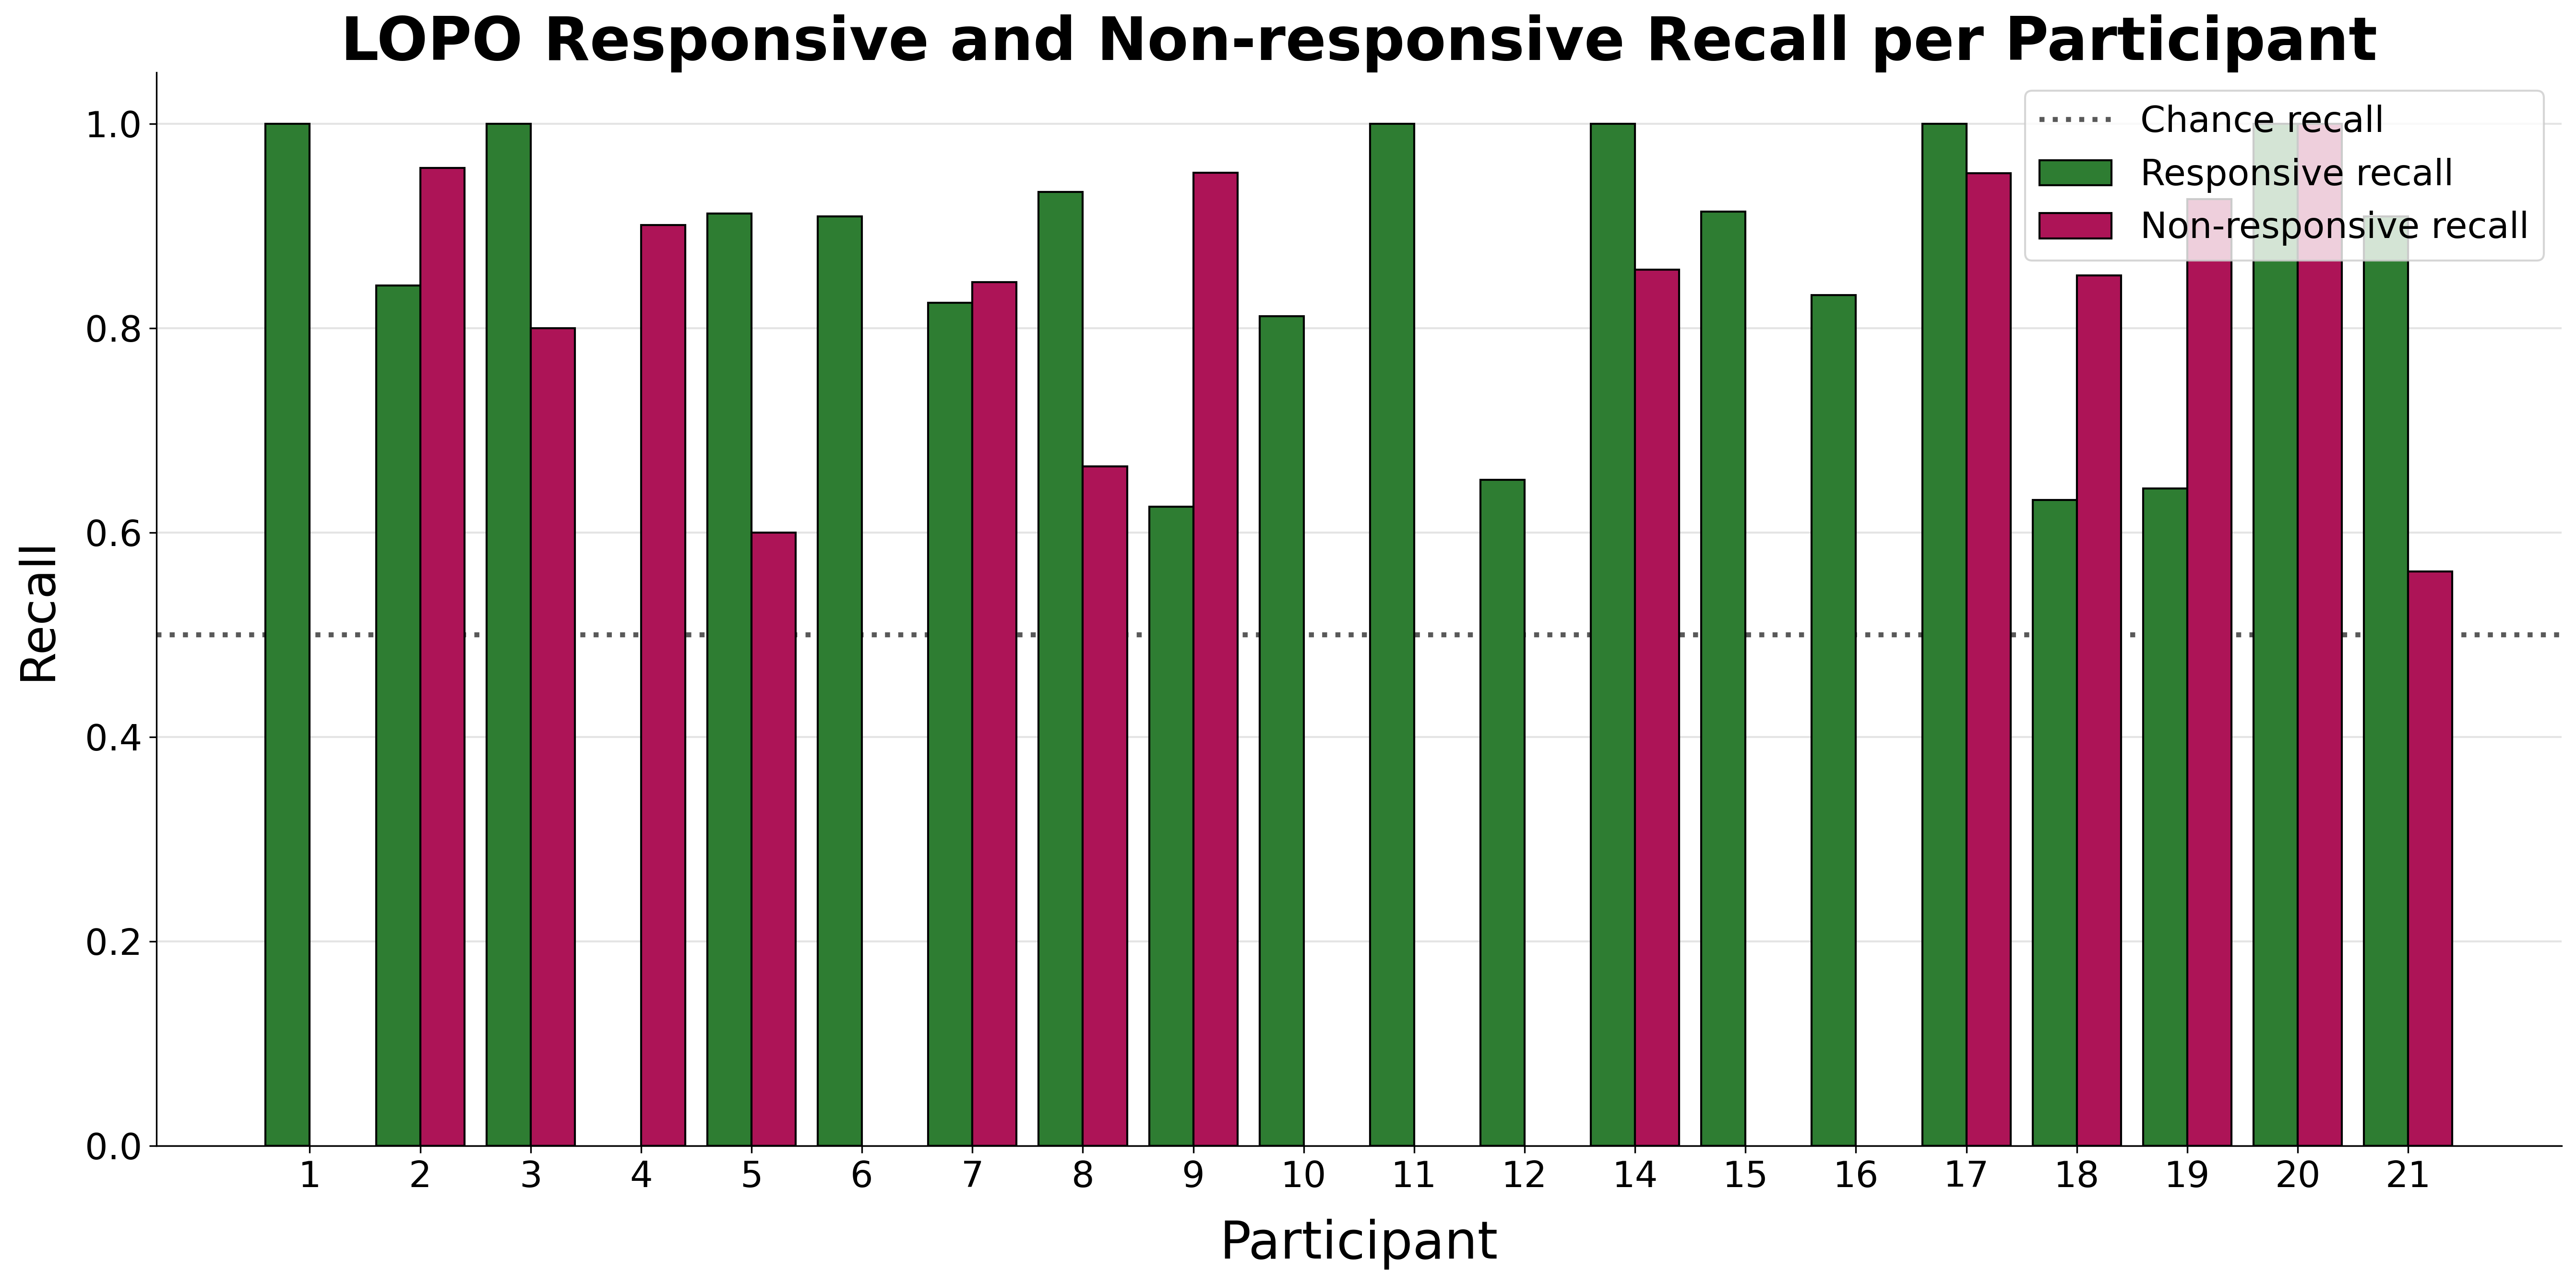 LOPO Responsive and Non-responsive Recall per Participant
Chance recall
Responsive recall
Non-responsive recall
1.0
0.8
0.6
0.4
0.2
0.0
Recall
1 2 3 4 5 6 7 8 9 10 11 12 14 15 16 17 18 19 20 21
Participant